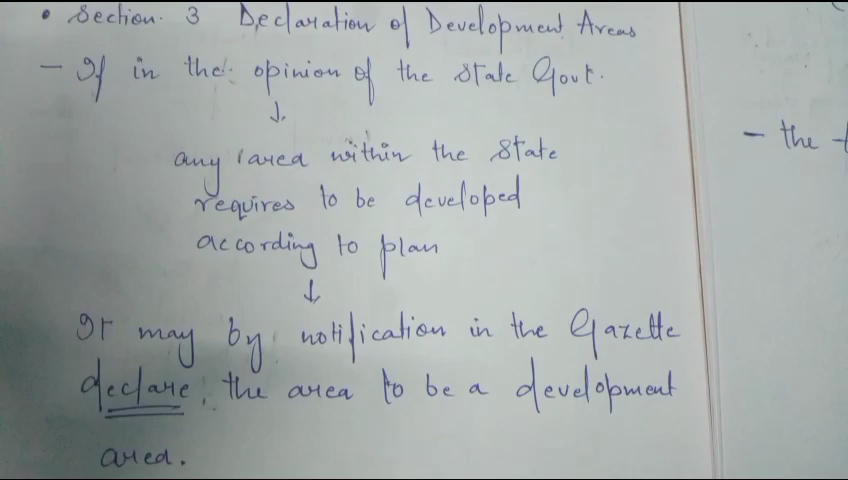 • Section. 3 Declaration of Development Areas
- If in the opinion of the State Govt.
↓
any area within the State
requires to be developed
according to plan
↓
It may by notification in the Gazette
declare, the area to be a development
area.
- the